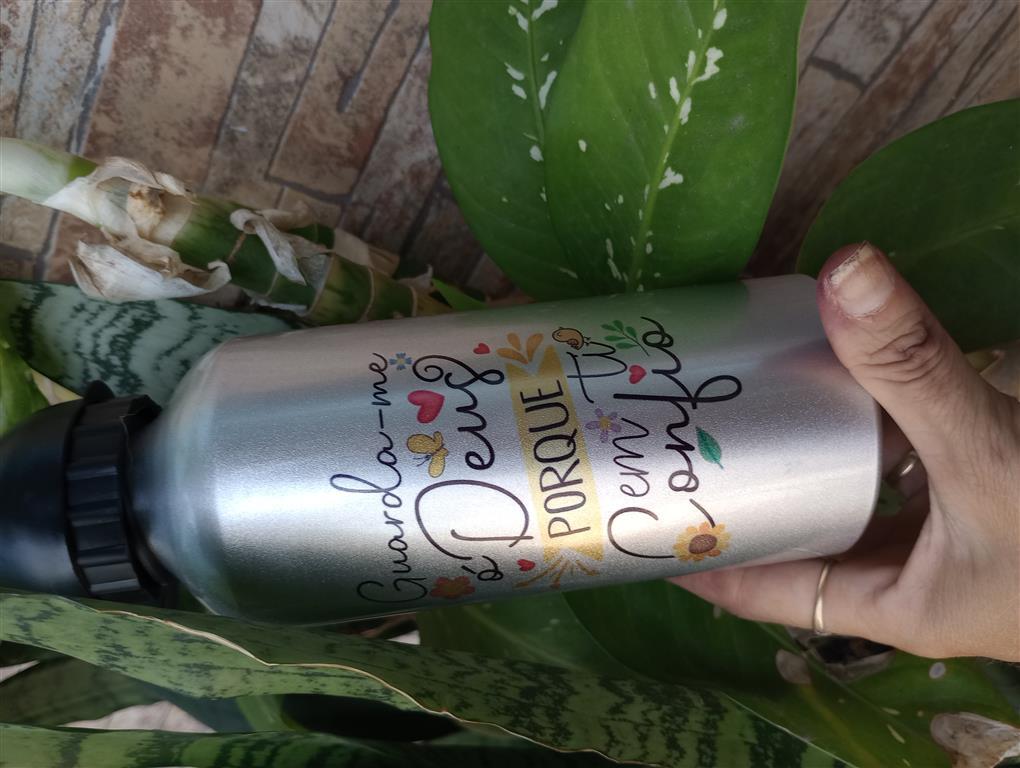 Guarda-me
ó Deus
PORQUE
em ti
Confio